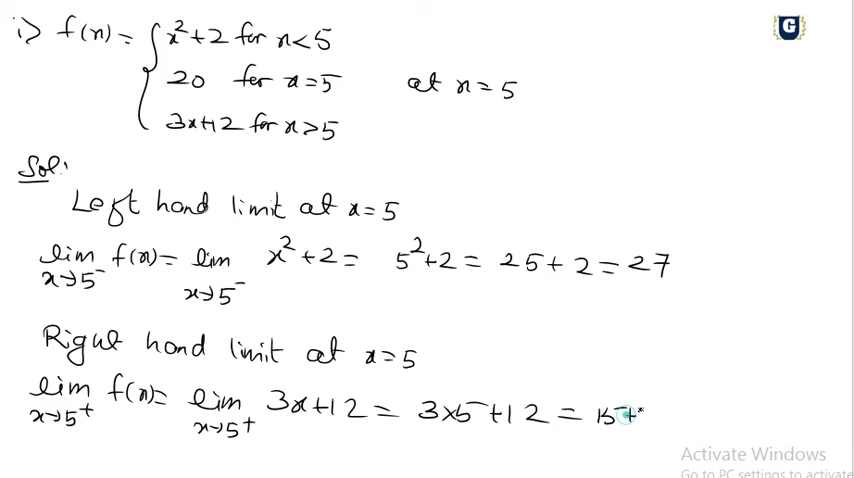 i) f(x) = { x²+2 for x<5
20 for x=5 at x=5
3x+12 for x>5
G
Sol:
Left hand limit at x=5
lim x→5⁻ f(x) = lim x→5⁻ x²+2 = 5²+2 = 25+2 = 27
Right hand limit at x=5
lim x→5⁺ f(x) = lim x→5⁺ 3x+12 = 3×5+12 = 15+
Activate Windows
Go to PC settings to activate